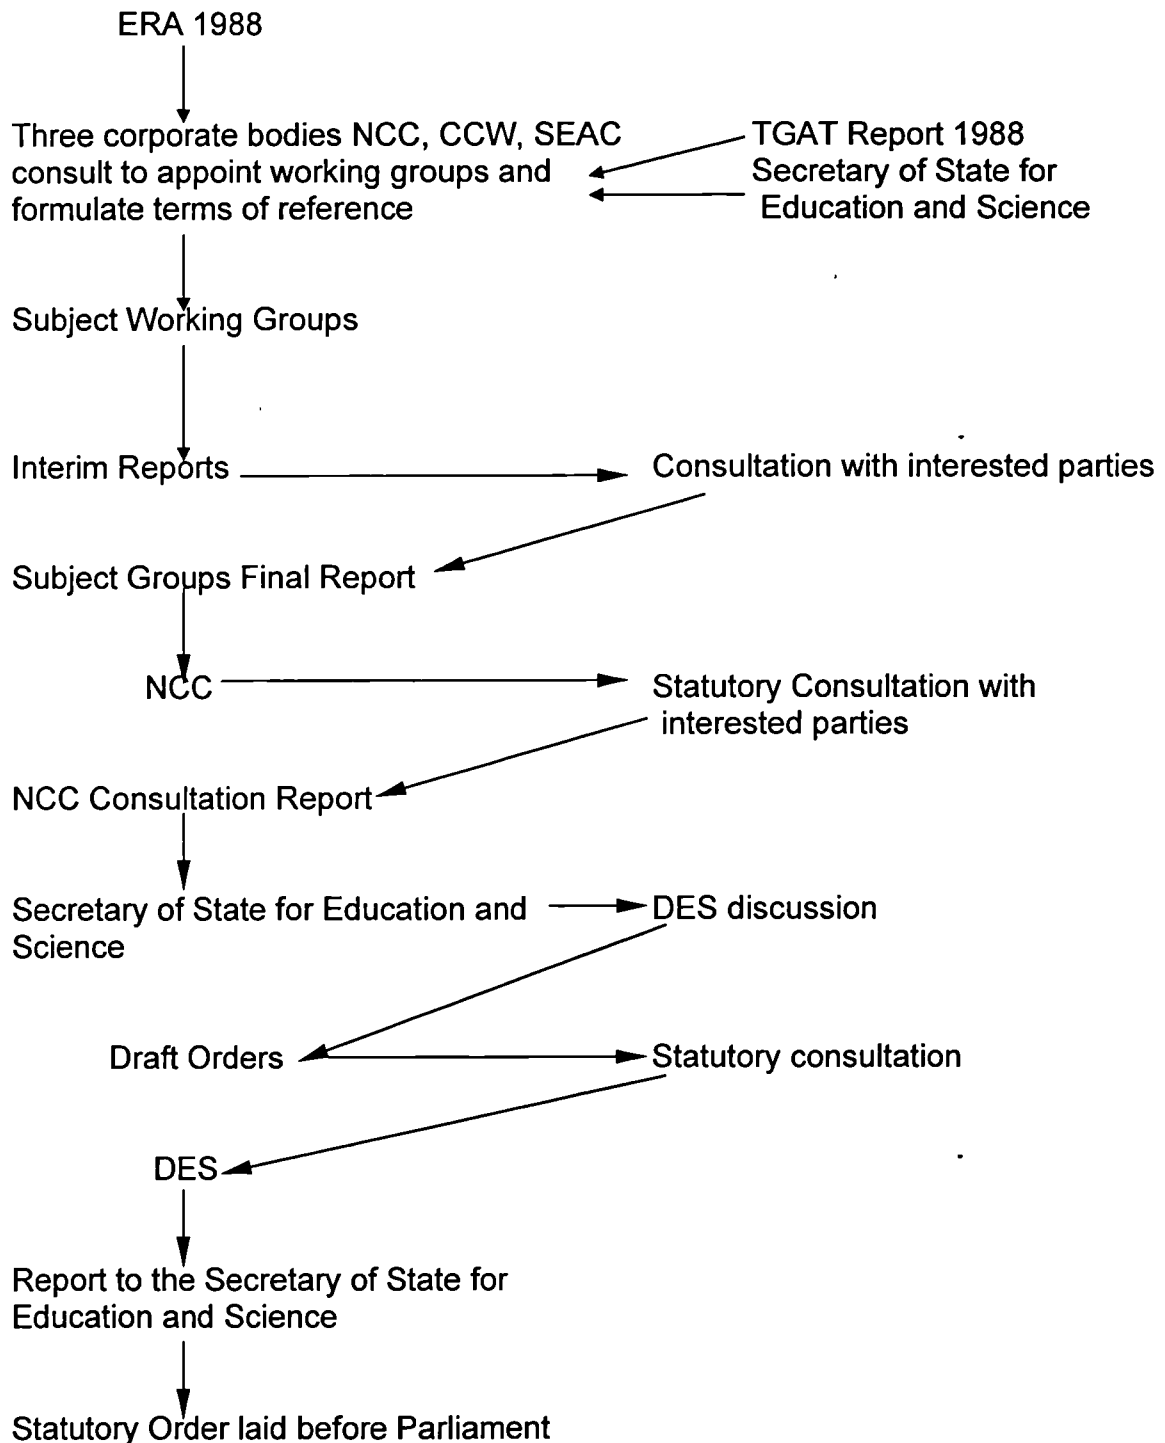 ERA 1988
Three corporate bodies NCC, CCW, SEAC
consult to appoint working groups and
formulate terms of reference
TGAT Report 1988
Secretary of State for
Education and Science
Subject Working Groups
Interim Reports
Consultation with interested parties
Subject Groups Final Report
NCC
Statutory Consultation with
interested parties
NCC Consultation Report
Secretary of State for Education and
Science
DES discussion
Draft Orders
Statutory consultation
DES
Report to the Secretary of State for
Education and Science
Statutory Order laid before Parliament